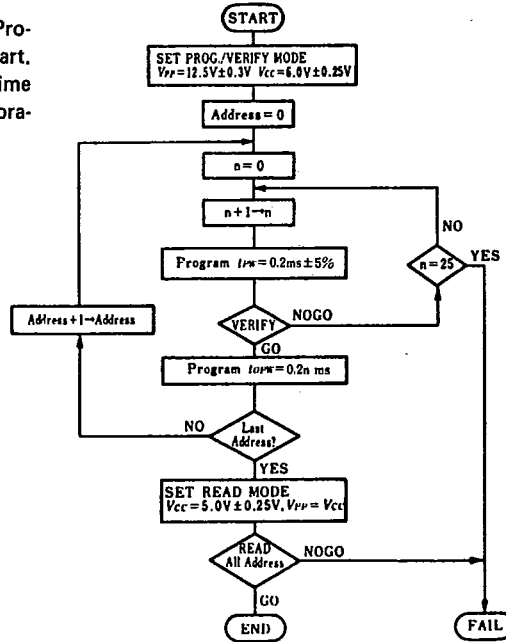 Pro-
art.
ime
ora-
START
SET PROG./VERIFY MODE
VPP=12.5V±0.3V VCC=6.0V±0.25V
Address=0
n=0
n+1→n
Program tPW=0.2ms±5%
VERIFY
NOGO
GO
n=25
NO
YES
Address+1→Address
Program tOPW=0.2n ms
Last
Address?
NO
YES
SET READ MODE
VCC=5.0V±0.25V, VPP=VCC
READ
All Address
NOGO
GO
END
FAIL